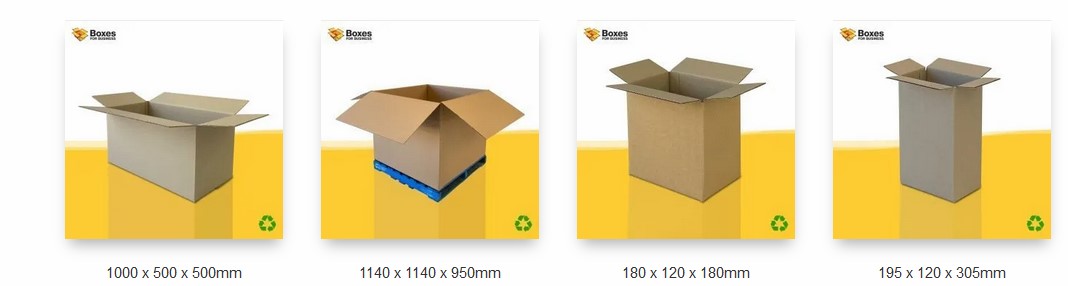 Boxes
FOR BUSINESS
Boxes
FOR BUSINESS
Boxes
FOR BUSINESS
Boxes
FOR BUSINESS
1000 x 500 x 500mm
1140 x 1140 x 950mm
180 x 120 x 180mm
195 x 120 x 305mm